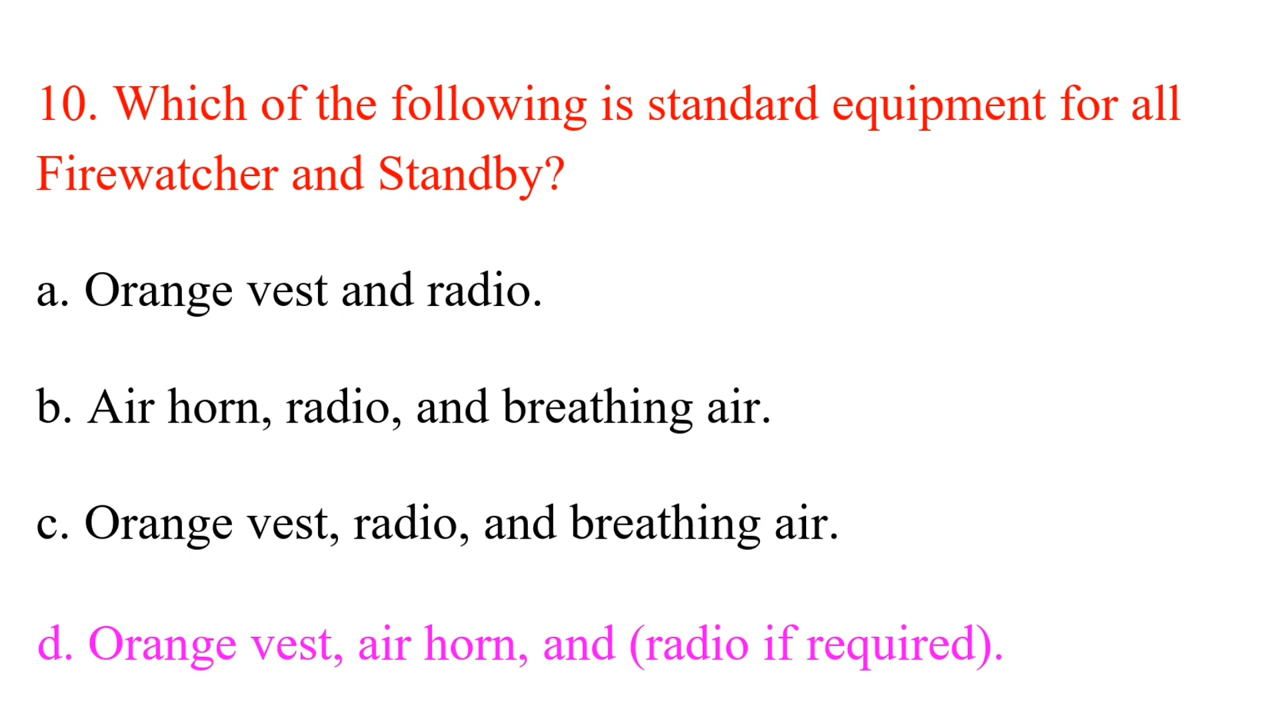 10. Which of the following is standard equipment for all
Firewatcher and Standby?
a. Orange vest and radio.
b. Air horn, radio, and breathing air.
c. Orange vest, radio, and breathing air.
d. Orange vest, air horn, and (radio if required).